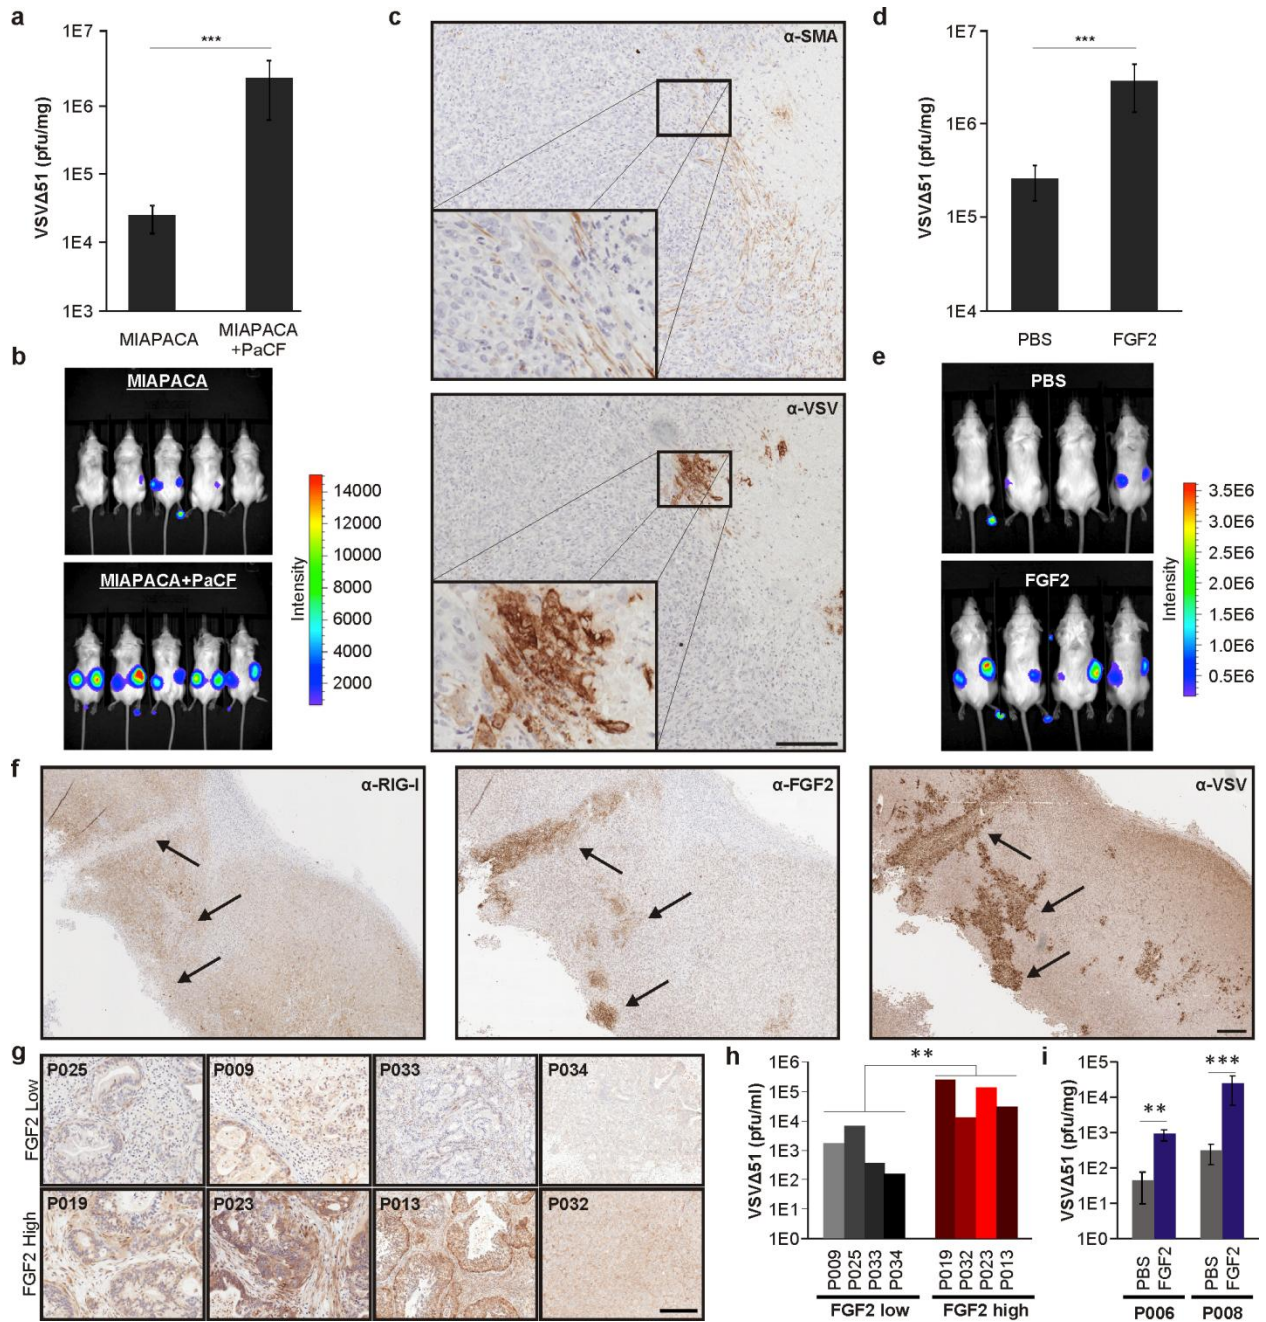 a
1E7
1E6
1E5
1E4
1E3
VSVΔ51 (pfu/mg)
***
MIAPACA
MIAPACA
+PaCF
b
MIAPACA
MIAPACA+PaCF
14000
12000
10000
8000
6000
4000
2000
Intensity
c
α-SMA
α-VSV
d
1E7
1E6
1E5
1E4
VSVΔ51 (pfu/mg)
***
PBS
FGF2
e
PBS
FGF2
3.5E6
3.0E6
2.5E6
2.0E6
1.5E6
1.0E6
0.5E6
Intensity
f
α-RIG-I
α-FGF2
α-VSV
g
FGF2 Low
P025
P009
P033
P034
FGF2 High
P019
P023
P013
P032
h
1E6
1E5
1E4
1E3
1E2
1E1
1E0
VSVΔ51 (pfu/ml)
**
P009
P025
P033
P034
P019
P032
P023
P013
FGF2 low
FGF2 high
i
1E5
1E4
1E3
1E2
1E1
1E0
VSVΔ51 (pfu/mg)
**
***
PBS
FGF2
PBS
FGF2
P006
P008